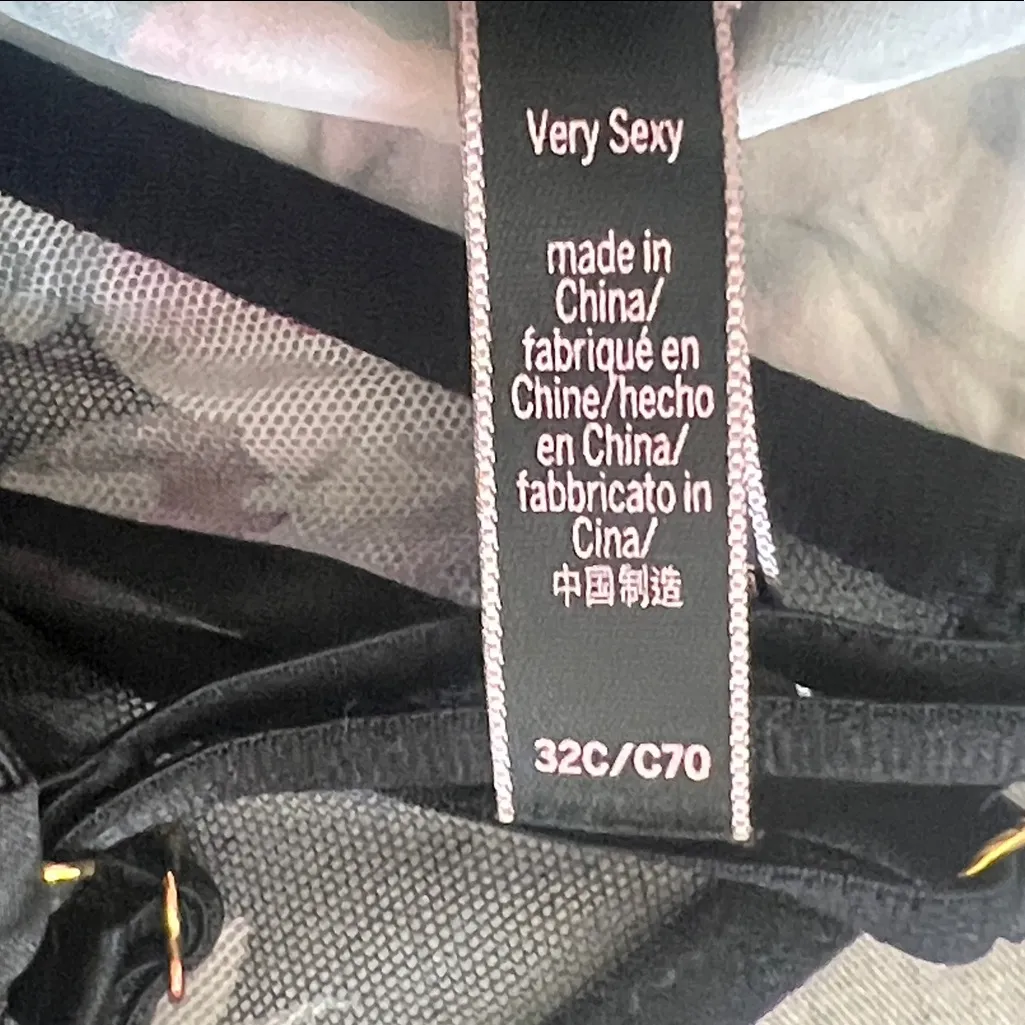 Very Sexy
made in
China/
fabriqué en
Chine/hecho
en China/
fabbricato in
Cina/
中国制造
32C/C70